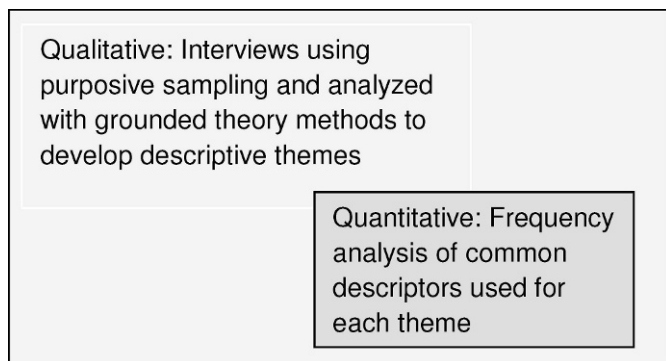 Qualitative: Interviews using
purposive sampling and analyzed
with grounded theory methods to
develop descriptive themes
Quantitative: Frequency
analysis of common
descriptors used for
each theme